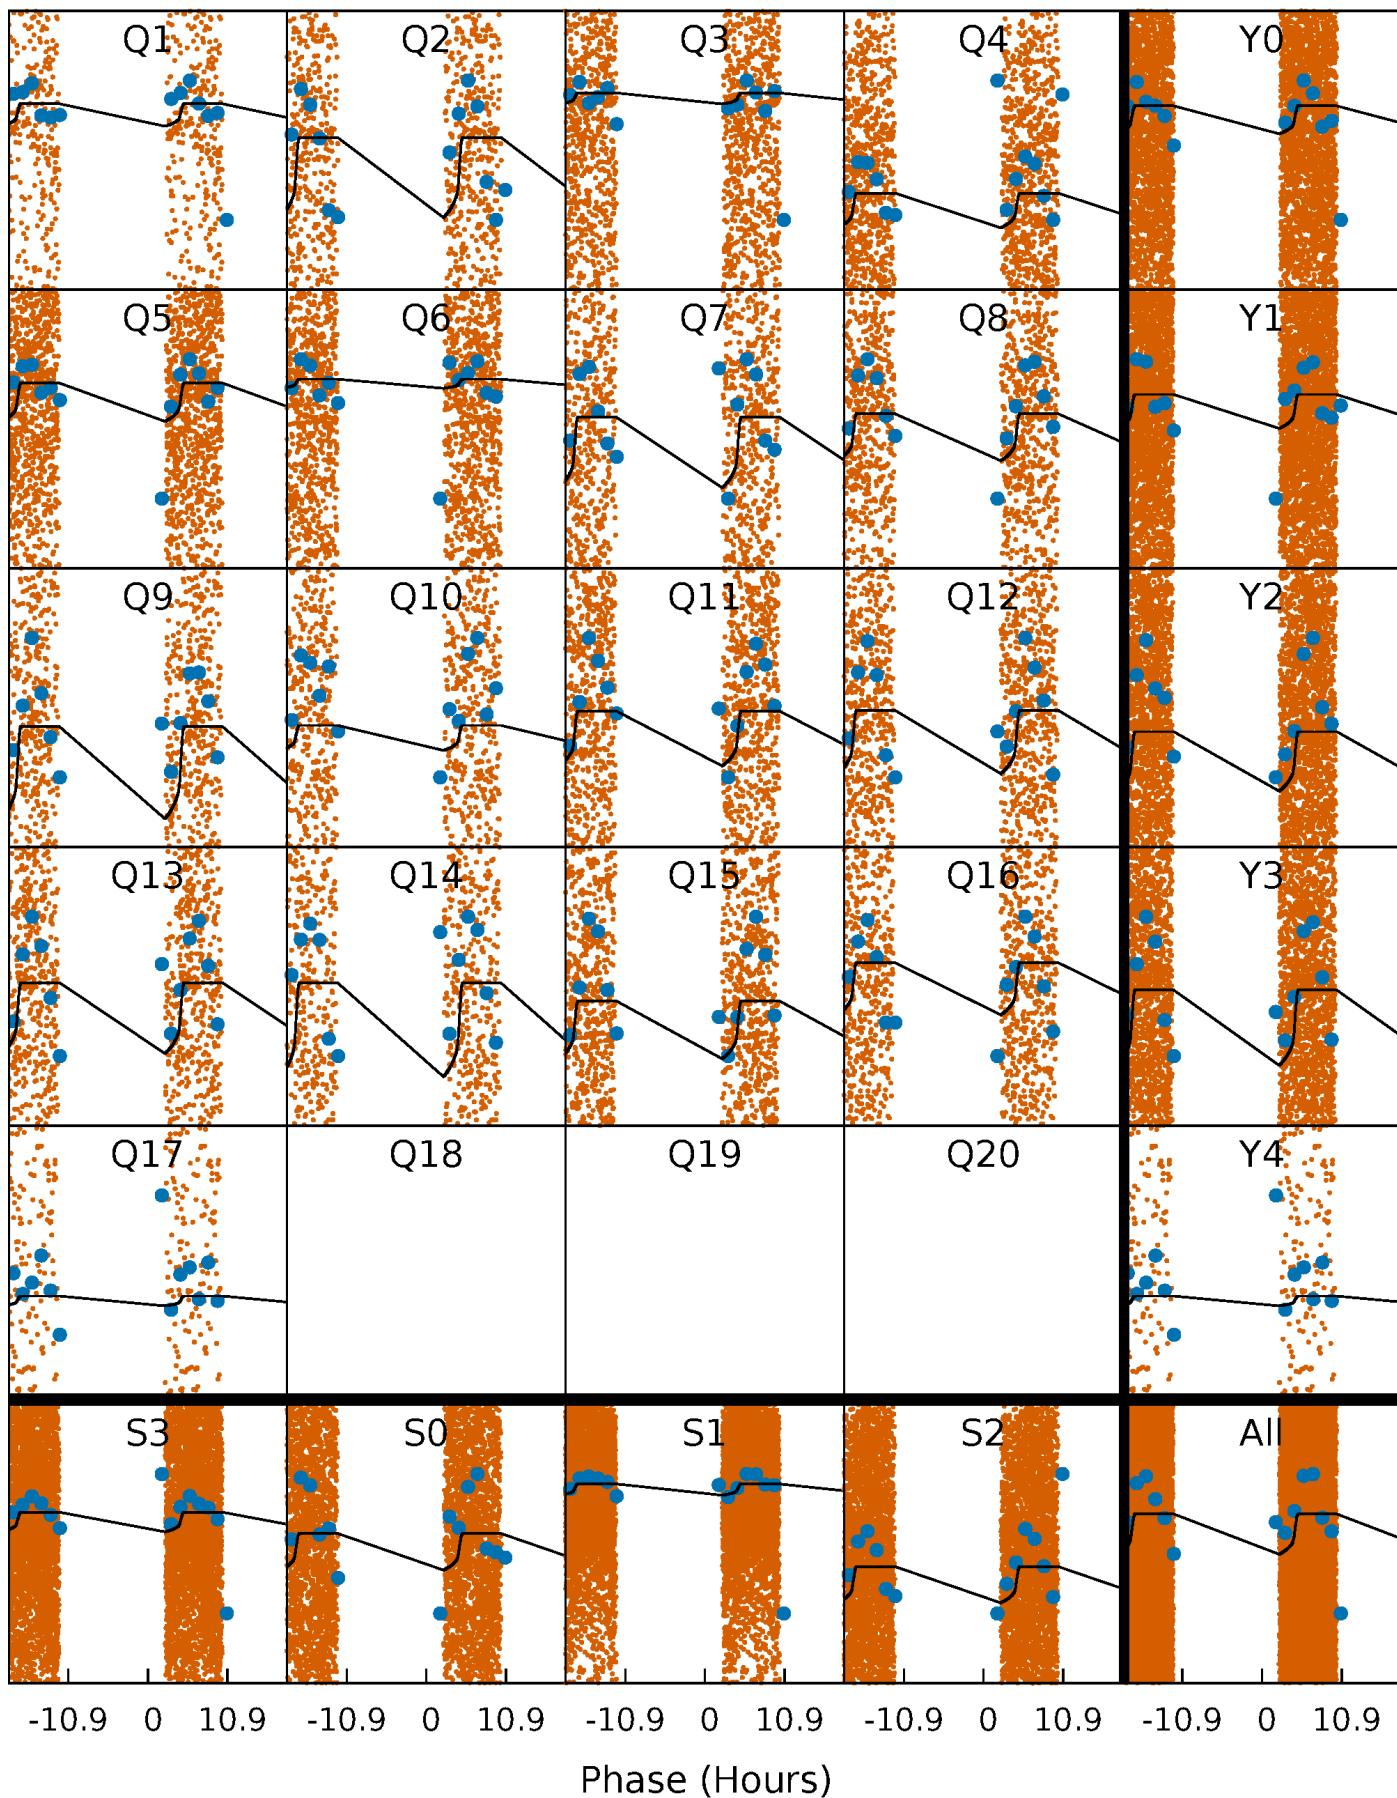 Q1 Q2 Q3 Q4 Y0
Q5 Q6 Q7 Q8 Y1
Q9 Q10 Q11 Q12 Y2
Q13 Q14 Q15 Q16 Y3
Q17 Q18 Q19 Q20 Y4
S3 S0 S1 S2 All
-10.9 0 10.9 -10.9 0 10.9 -10.9 0 10.9 -10.9 0 10.9 -10.9 0 10.9
Phase (Hours)